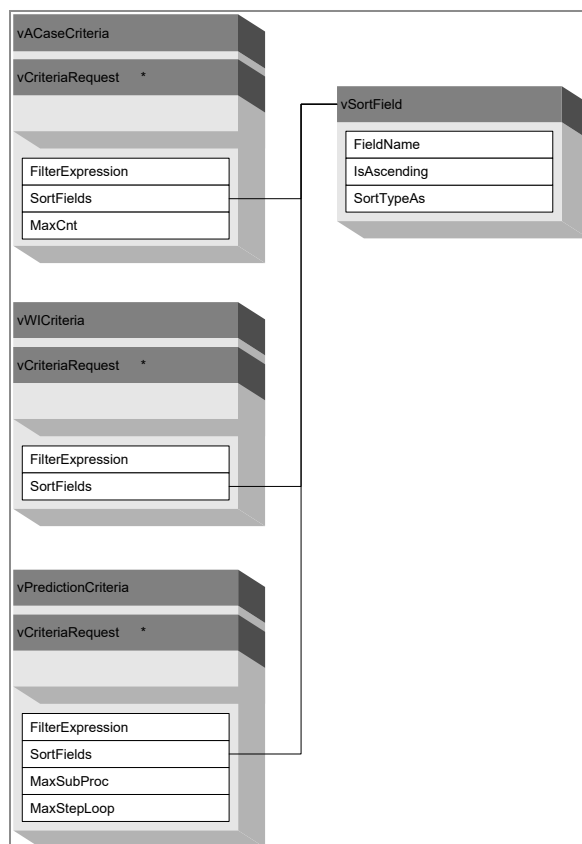 vACaseCriteria
vCriteriaRequest *
FilterExpression
SortFields
MaxCnt
vSortField
FieldName
IsAscending
SortTypeAs
vWICriteria
vCriteriaRequest *
FilterExpression
SortFields
vPredictionCriteria
vCriteriaRequest *
FilterExpression
SortFields
MaxSubProc
MaxStepLoop